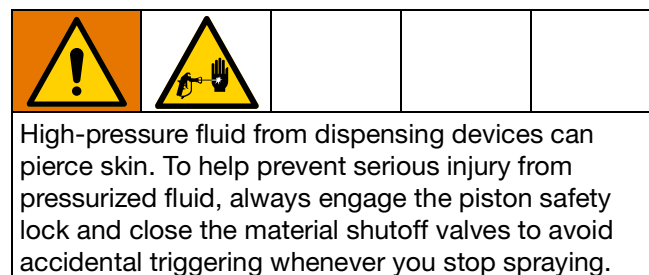 High-pressure fluid from dispensing devices can
pierce skin. To help prevent serious injury from
pressurized fluid, always engage the piston safety
lock and close the material shutoff valves to avoid
accidental triggering whenever you stop spraying.